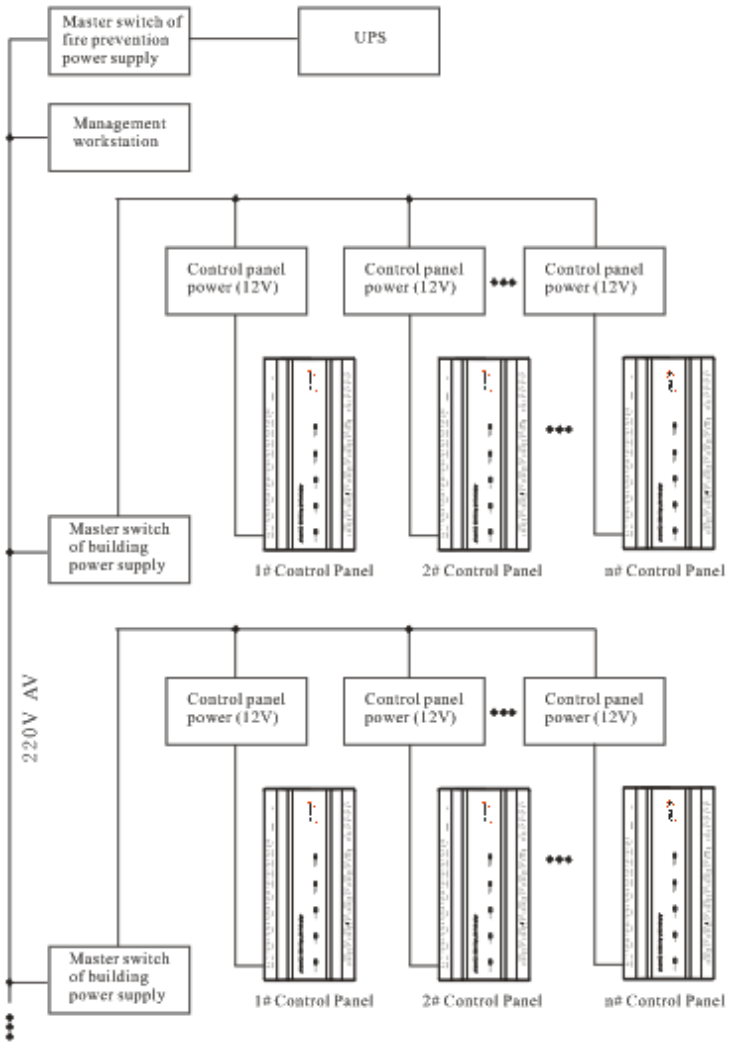 Master switch of
fire prevention
power supply
UPS
Management
workstation
Control panel
power (12V)
Control panel
power (12V)
Control panel
power (12V)
Master switch
of building
power supply
1# Control Panel
2# Control Panel
n# Control Panel
220V AV
Control panel
power (12V)
Control panel
power (12V)
Control panel
power (12V)
Master switch
of building
power supply
1# Control Panel
2# Control Panel
n# Control Panel